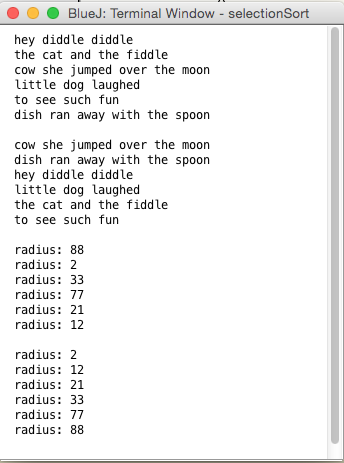 BlueJ: Terminal Window - selectionSort
hey diddle diddle
the cat and the fiddle
cow she jumped over the moon
little dog laughed
to see such fun
dish ran away with the spoon
cow she jumped over the moon
dish ran away with the spoon
hey diddle diddle
little dog laughed
the cat and the fiddle
to see such fun
radius: 88
radius: 2
radius: 33
radius: 77
radius: 21
radius: 12
radius: 2
radius: 12
radius: 21
radius: 33
radius: 77
radius: 88